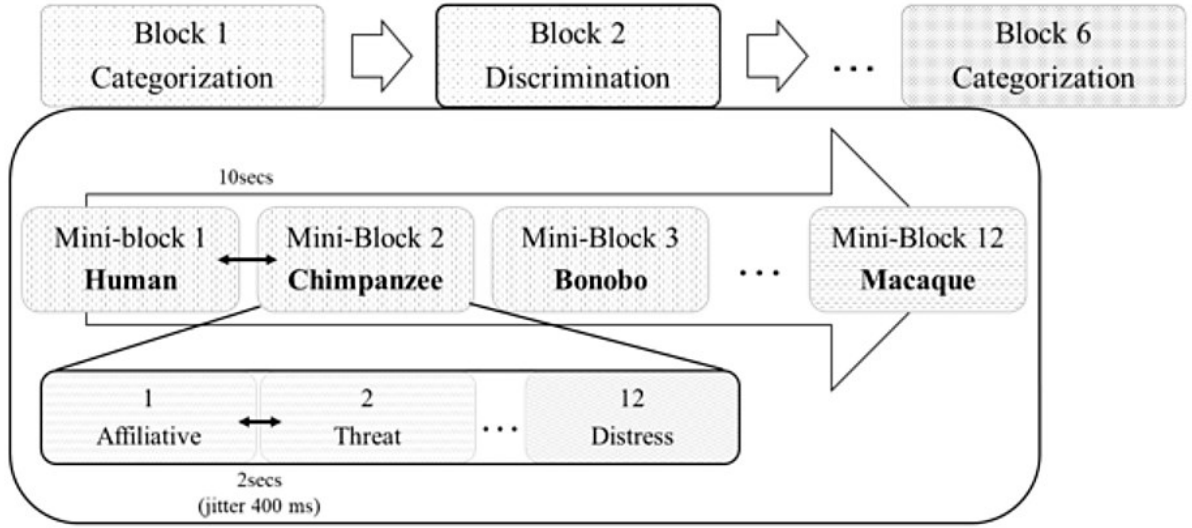 Block 1
Categorization
Block 2
Discrimination
...
Block 6
Categorization
10secs
Mini-block 1
Human
Mini-Block 2
Chimpanzee
Mini-Block 3
Bonobo
...
Mini-Block 12
Macaque
1
Affiliative
2
Threat
...
12
Distress
2secs
(jitter 400 ms)